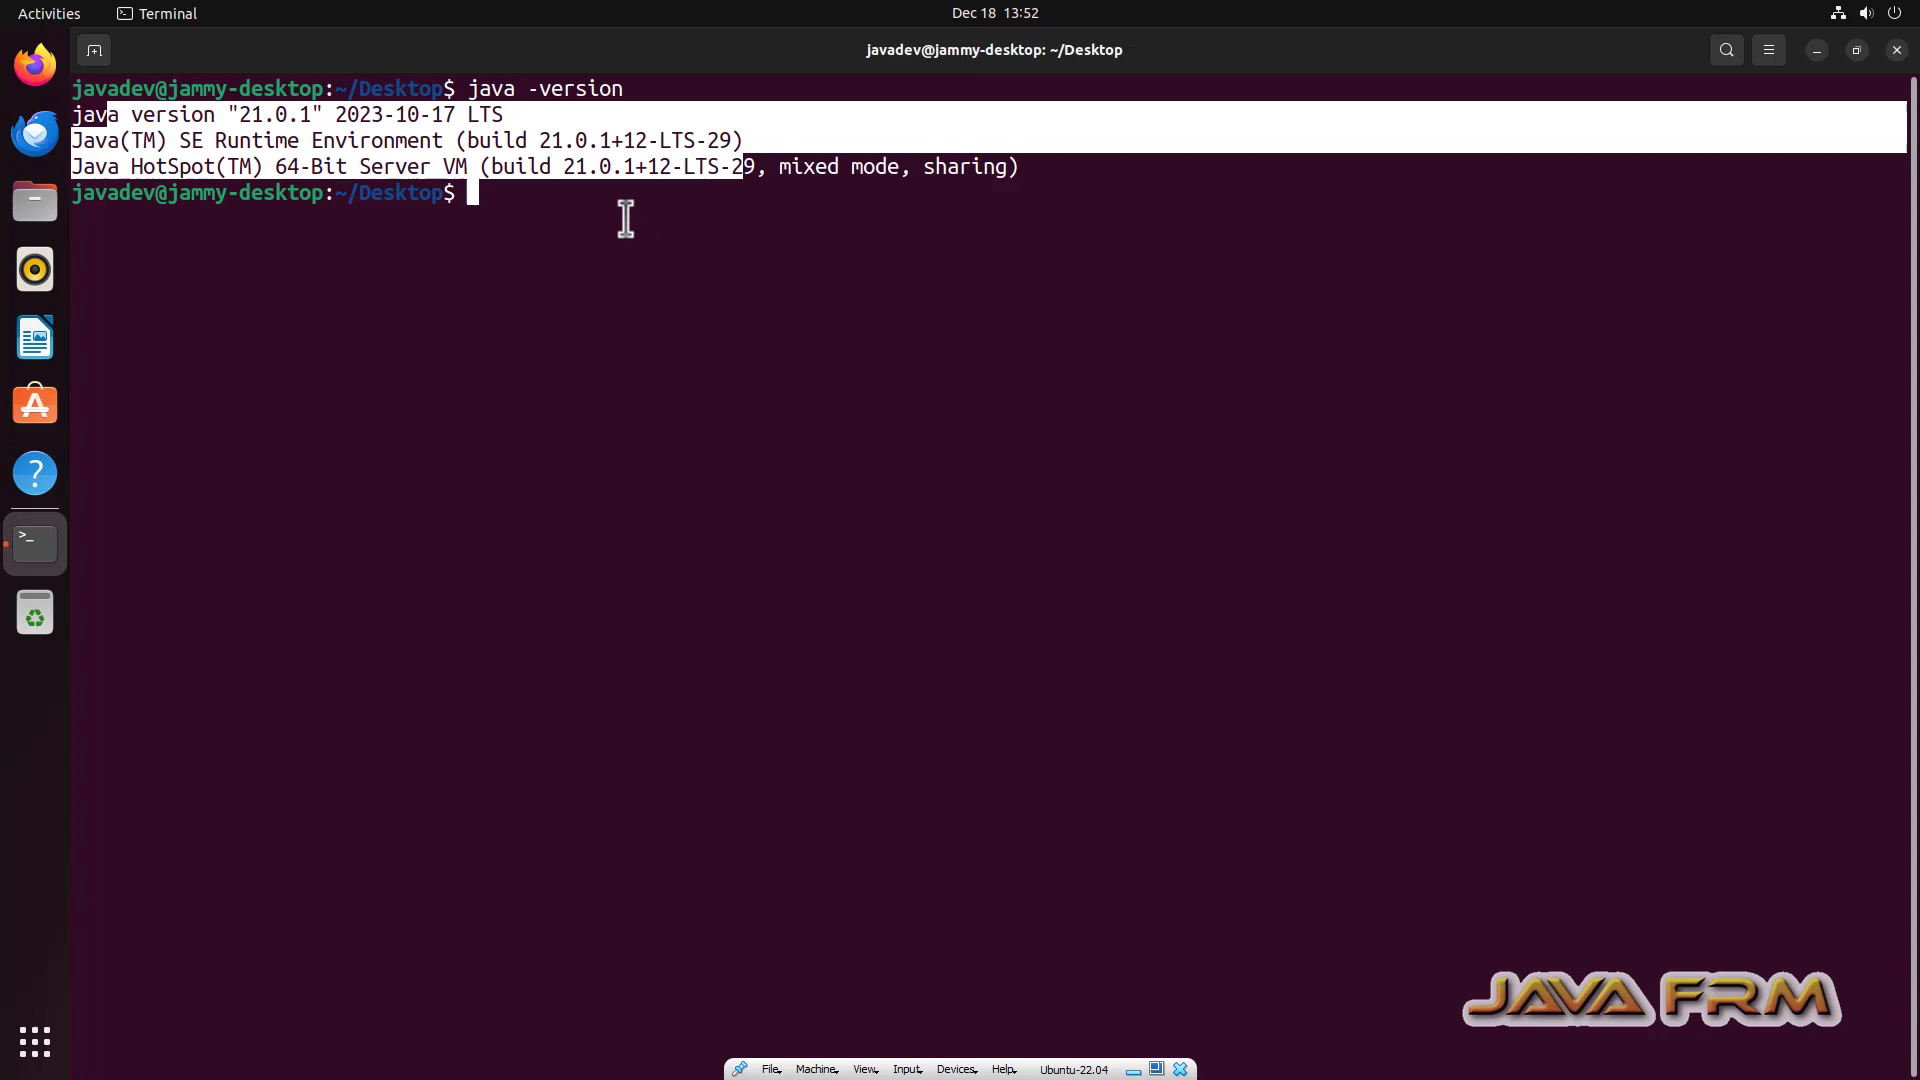 Activities Terminal Dec 18 13:52
javadev@jammy-desktop: ~/Desktop
javadev@jammy-desktop:~/Desktop$ java -version
java version "21.0.1" 2023-10-17 LTS
Java(TM) SE Runtime Environment (build 21.0.1+12-LTS-29)
Java HotSpot(TM) 64-Bit Server VM (build 21.0.1+12-LTS-29, mixed mode, sharing)
javadev@jammy-desktop:~/Desktop$
JAVA FRM
File Machine View Input Devices Help Ubuntu-22.04